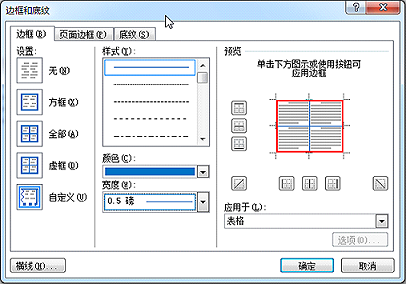 边框和底纹
边框(B) 页面边框(P) 底纹(S)
设置:
无(N)
方框(X)
全部(A)
虚框(D)
自定义(U)
样式(Y):
颜色(C):
宽度(W):
0.5 磅
预览
单击下方图示或使用按钮可
应用边框
应用于(L):
表格
选项(O)...
横线(H)...
确定
取消